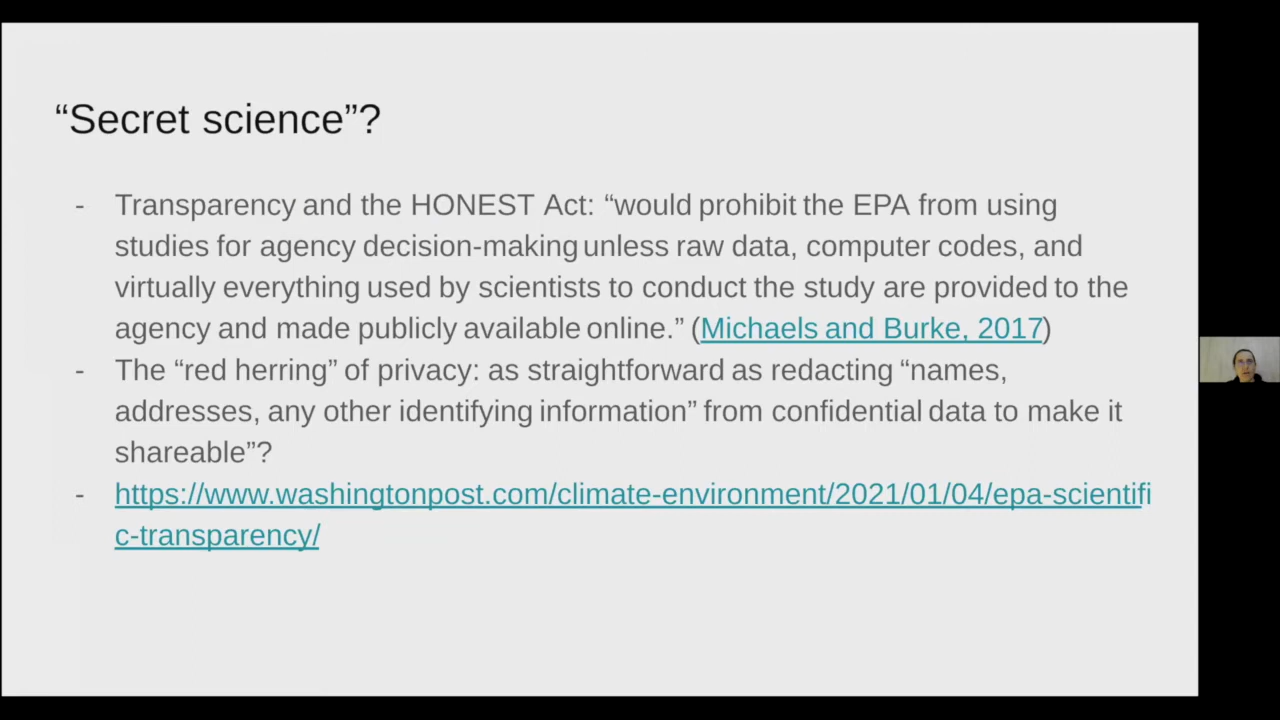 “Secret science”?
- Transparency and the HONEST Act: “would prohibit the EPA from using
studies for agency decision-making unless raw data, computer codes, and
virtually everything used by scientists to conduct the study are provided to the
agency and made publicly available online.” (Michaels and Burke, 2017)
- The “red herring” of privacy: as straightforward as redacting “names,
addresses, any other identifying information” from confidential data to make it
shareable”?
- https://www.washingtonpost.com/climate-environment/2021/01/04/epa-scientifi
c-transparency/